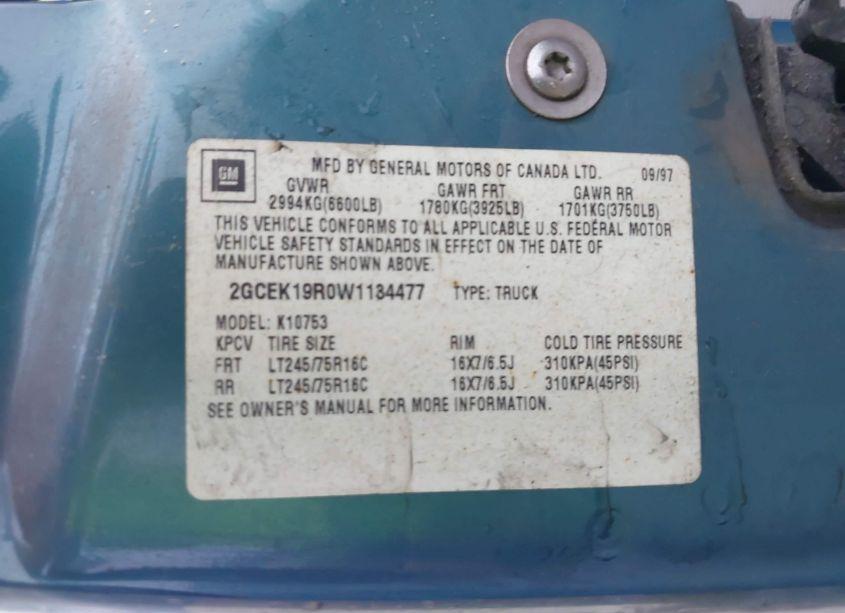 GM
MFD BY GENERAL MOTORS OF CANADA LTD. 09/97
GVWR GAWR FRT GAWR RR
2994KG(6600LB) 1780KG(3925LB) 1701KG(3750LB)
THIS VEHICLE CONFORMS TO ALL APPLICABLE U.S. FEDERAL MOTOR
VEHICLE SAFETY STANDARDS IN EFFECT ON THE DATE OF
MANUFACTURE SHOWN ABOVE.
2GCEK19R0W1134477 TYPE: TRUCK
MODEL: K10753
KPCV TIRE SIZE RIM COLD TIRE PRESSURE
FRT LT245/75R16C 16X7/6.5J 310KPA(45PSI)
RR LT245/75R16C 16X7/6.5J 310KPA(45PSI)
SEE OWNER'S MANUAL FOR MORE INFORMATION.